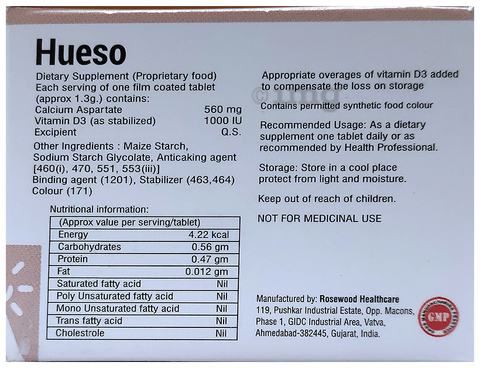 Hueso
Dietary Supplement (Proprietary food)
Each serving of one film coated tablet
(approx 1.3g.) contains:
Calcium Aspartate 560 mg
Vitamin D3 (as stabilized) 1000 IU
Excipient Q.S.
Other Ingredients : Maize Starch,
Sodium Starch Glycolate, Anticaking agent
[460(i), 470, 551, 553(iii)]
Binding agent (1201), Stabilizer (463,464)
Colour (171)
Nutritional information:
(Approx value per serving/tablet)
Energy 4.22 kcal
Carbohydrates 0.56 gm
Protein 0.47 gm
Fat 0.012 gm
Saturated fatty acid Nil
Poly Unsaturated fatty acid Nil
Mono Unsaturated fatty acid Nil
Trans fatty acid Nil
Cholestrole Nil
Appropriate overages of vitamin D3 added
to compensate the loss on storage
Contains permitted synthetic food colour
Recommended Usage: As a dietary
supplement one tablet daily or as
recommended by Health Professional.
Storage: Store in a cool place
protect from light and moisture.
Keep out of reach of children.
NOT FOR MEDICINAL USE
Manufactured by: Rosewood Healthcare
119, Pushkar Industrial Estate, Opp. Macons,
Phase 1, GIDC Industrial Area, Vatva,
Ahmedabad-382445, Gujarat, India.
GMP